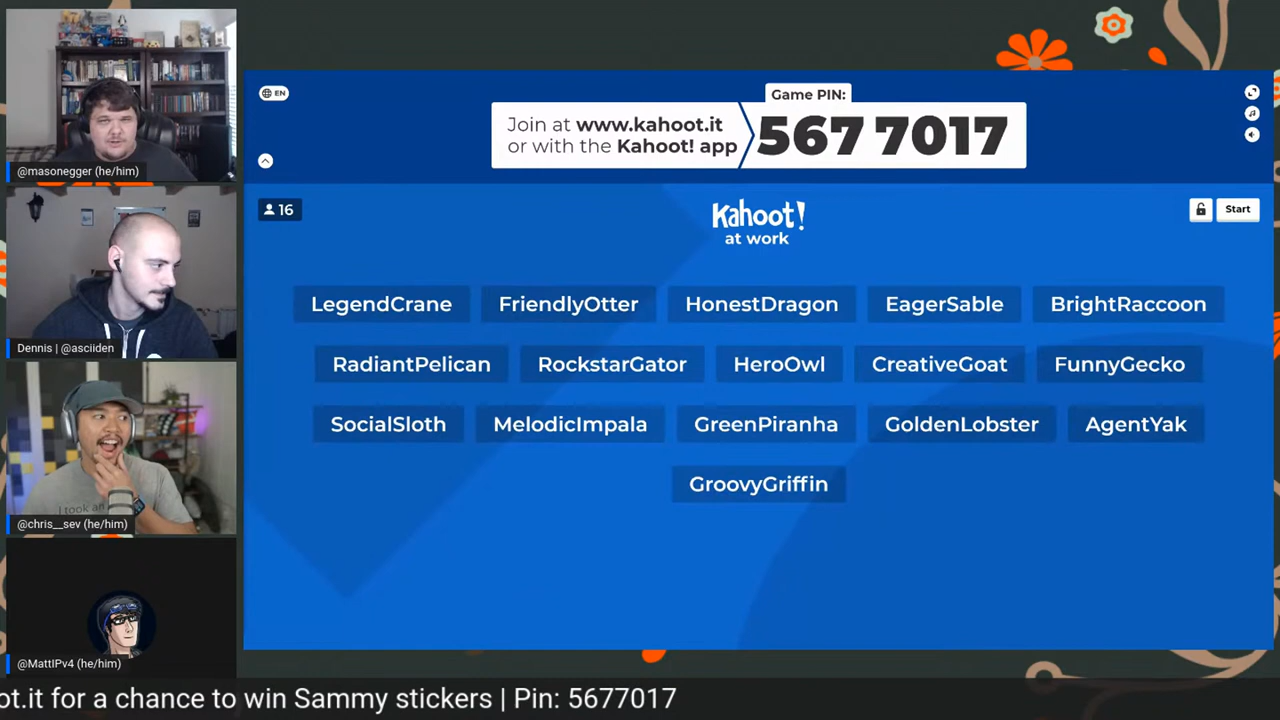 @masonegger (he/him)
Dennis | @asciiden
I took an
@chris__sev (he/him)
@MattIPv4 (he/him)
EN
Game PIN:
Join at www.kahoot.it
or with the Kahoot! app
567 7017
16
Kahoot!
at work
Start
LegendCrane FriendlyOtter HonestDragon EagerSable BrightRaccoon
RadiantPelican RockstarGator HeroOwl CreativeGoat FunnyGecko
SocialSloth MelodicImpala GreenPiranha GoldenLobster AgentYak
GroovyGriffin
ot.it for a chance to win Sammy stickers | Pin: 5677017